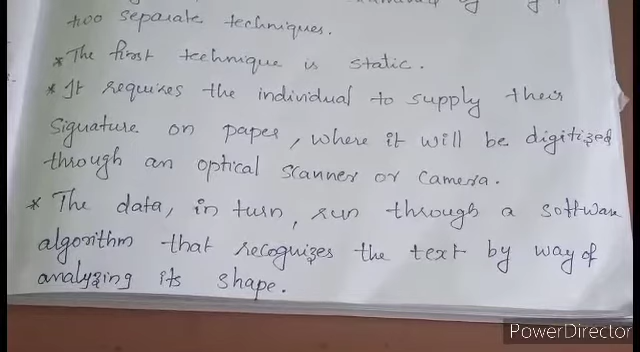 two separate techniques.
* The first technique is static.
* It requires the individual to supply their
signature on paper, where it will be digitized
through an optical scanner or camera.
* The data, in turn, run through a software
algorithm that recognizes the text by way of
analyzing its shape.
PowerDirector